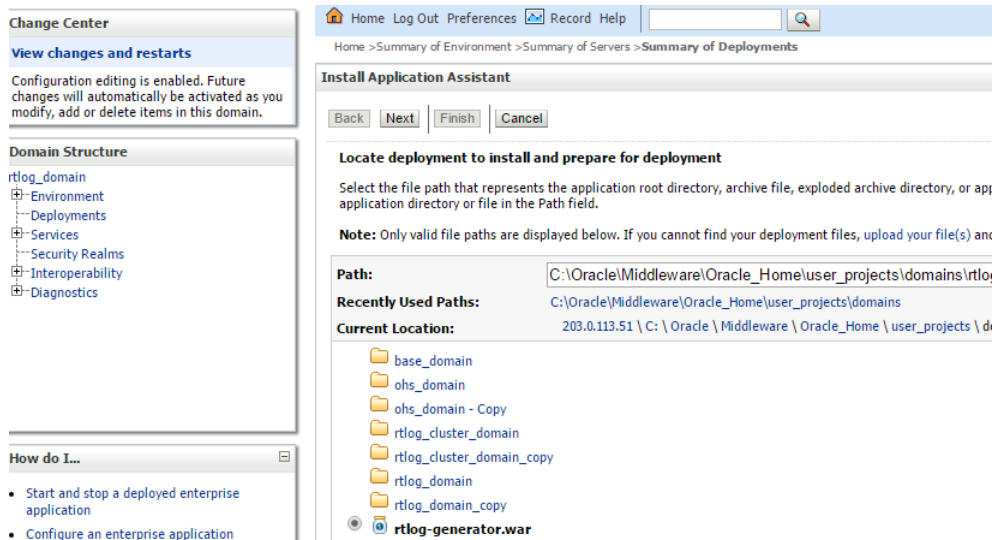 Change Center
View changes and restarts
Configuration editing is enabled. Future
changes will automatically be activated as you
modify, add or delete items in this domain.
Domain Structure
rtlog_domain
Environment
Deployments
Services
Security Realms
Interoperability
Diagnostics
How do I...
Start and stop a deployed enterprise
application
Configure an enterprise application
Home Log Out Preferences Record Help
Home >Summary of Environment >Summary of Servers >Summary of Deployments
Install Application Assistant
Back Next Finish Cancel
Locate deployment to install and prepare for deployment
Select the file path that represents the application root directory, archive file, exploded archive directory, or
application directory or file in the Path field.
Note: Only valid file paths are displayed below. If you cannot find your deployment files, upload your file(s) and
Path: C:\Oracle\Middleware\Oracle_Home\user_projects\domains\rtlog
Recently Used Paths: C:\Oracle\Middleware\Oracle_Home\user_projects\domains
Current Location: 203.0.113.51 \ C: \ Oracle \ Middleware \ Oracle_Home \ user_projects \
base_domain
ohs_domain
ohs_domain - Copy
rtlog_cluster_domain
rtlog_cluster_domain_copy
rtlog_domain
rtlog_domain_copy
rtlog-generator.war